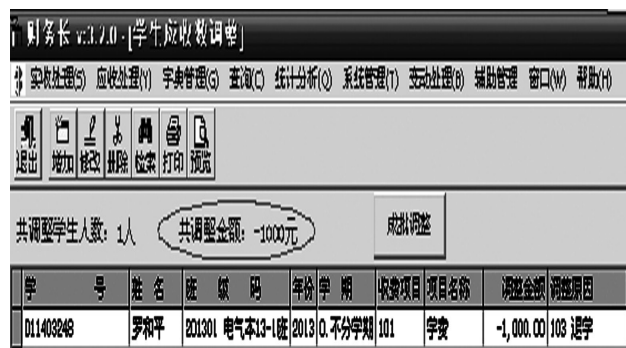 财务长 v:3.2.0 - [学生应收数调整]
实收处理(S) 应收处理(Y) 字典管理(G) 查询(C) 统计分析(Q) 系统管理(T) 变动处理(B) 辅助管理 窗口(W) 帮助(H)
退出 增加 修改 删除 检索 打印 预览
共调整学生人数: 1人 共调整金额: -1000元 成批调整
学 号 姓 名 班 级 码 年份 学 期 收费项目 项目名称 调整金额 调整原因
011403248 罗和平 201301 电气本13-1班 2013 0.不分学期 101 学费 -1,000.00 103 退学